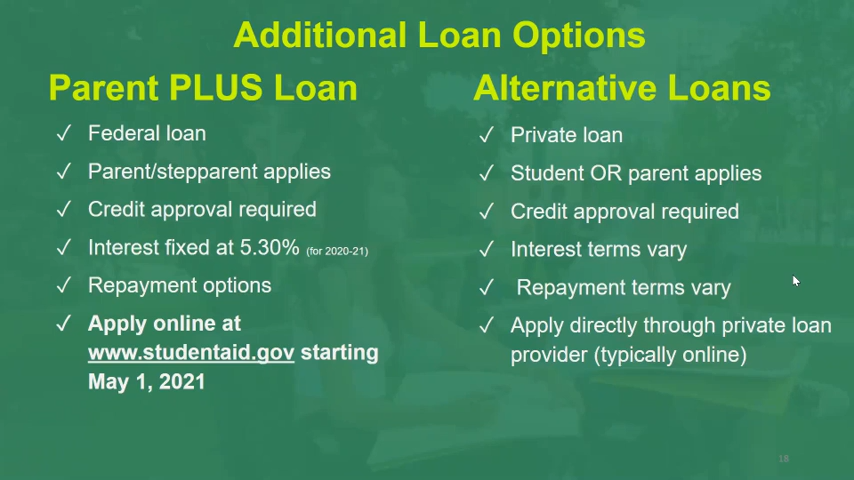 Additional Loan Options
Parent PLUS Loan
✓ Federal loan
✓ Parent/stepparent applies
✓ Credit approval required
✓ Interest fixed at 5.30% (for 2020-21)
✓ Repayment options
✓ Apply online at
www.studentaid.gov starting
May 1, 2021
Alternative Loans
✓ Private loan
✓ Student OR parent applies
✓ Credit approval required
✓ Interest terms vary
✓ Repayment terms vary
✓ Apply directly through private loan
provider (typically online)
18